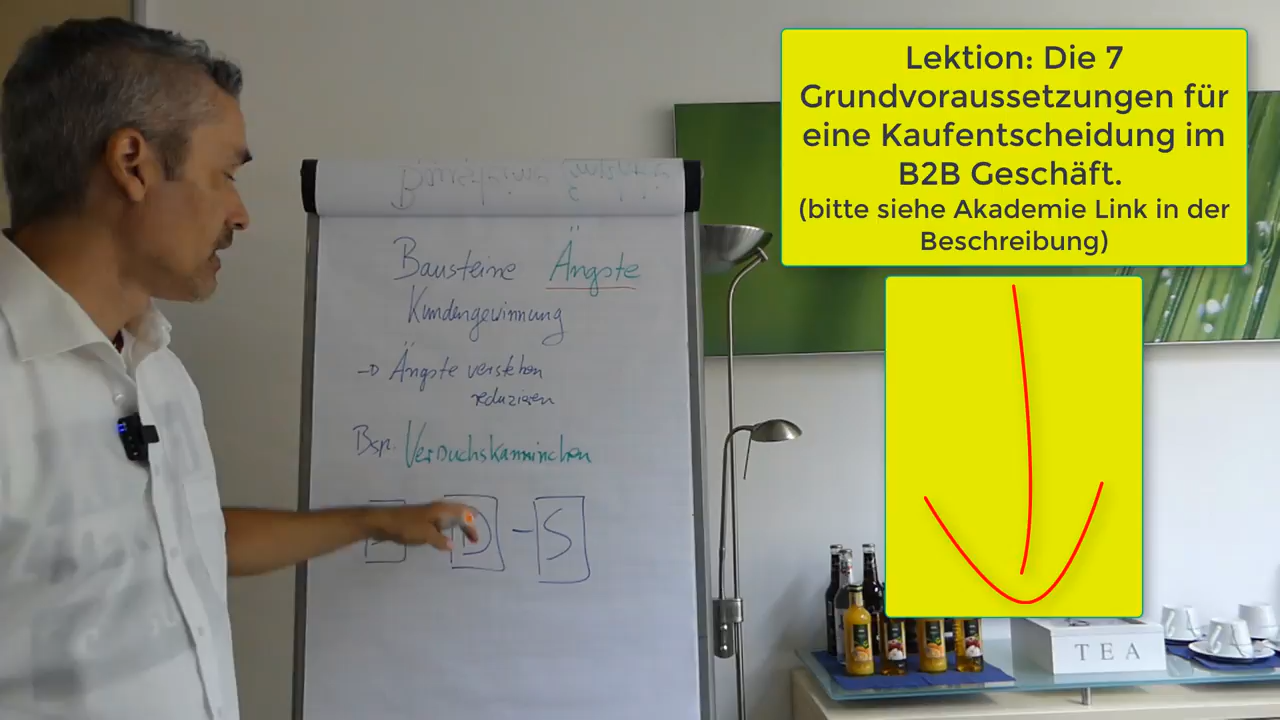 Lektion: Die 7
Grundvoraussetzungen für
eine Kaufentscheidung im
B2B Geschäft.
(bitte siehe Akademie Link in der
Beschreibung)
Bausteine Ängste
Kundengewinnung
→ Ängste verstehen
reduzieren
Bsp. Versuchskaninchen
D - S
TEA